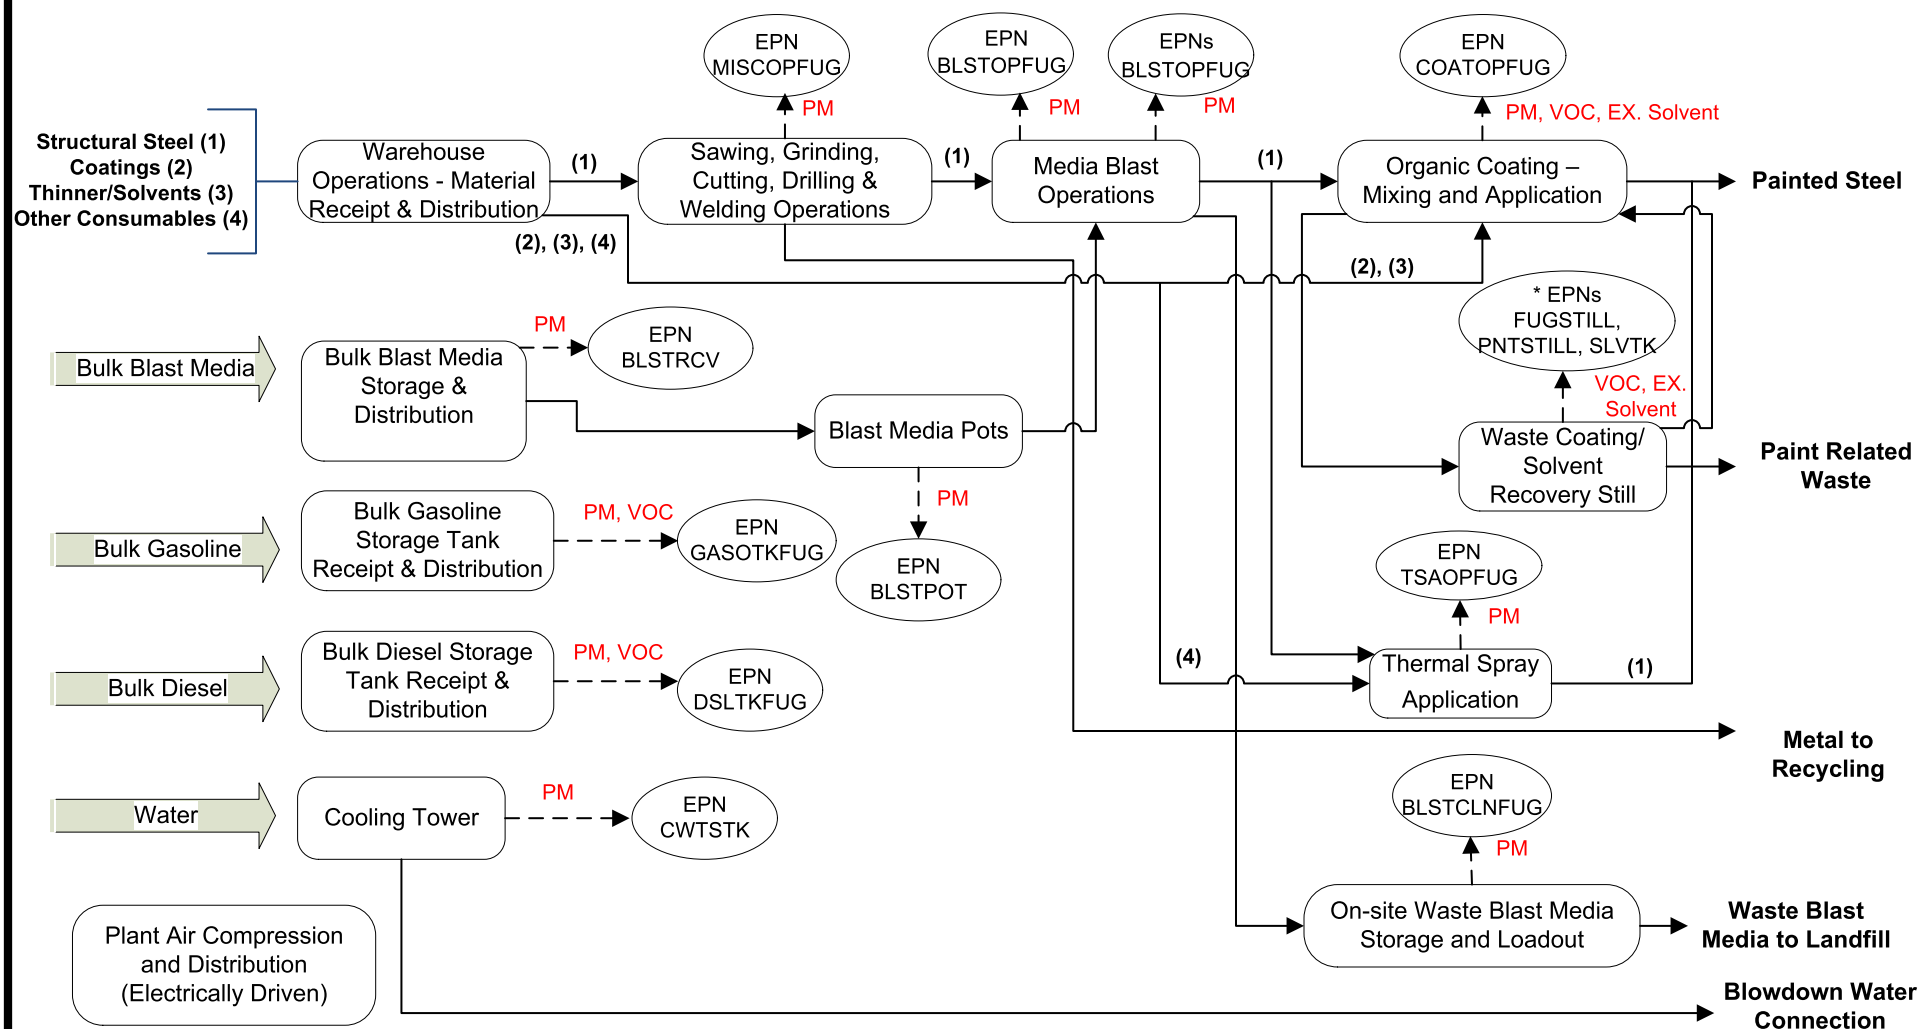 EPN
MISCOPFUG
PM
EPN
BLSTOPFUG
PM
EPNs
BLSTOPFUG
PM
EPN
COATOPFUG
PM, VOC, EX. Solvent
Structural Steel (1)
Coatings (2)
Thinner/Solvents (3)
Other Consumables (4)
Warehouse
Operations - Material
Receipt & Distribution
(1)
Sawing, Grinding,
Cutting, Drilling &
Welding Operations
(1)
Media Blast
Operations
(1)
Organic Coating –
Mixing and Application
Painted Steel
(2), (3), (4)
(2), (3)
* EPNs
FUGSTILL,
PNTSTILL, SLVTK
VOC, EX.
Solvent
Bulk Blast Media
Bulk Blast Media
Storage &
Distribution
PM
EPN
BLSTRCV
Blast Media Pots
PM
EPN
BLSTPOT
Waste Coating/
Solvent
Recovery Still
Paint Related
Waste
Bulk Gasoline
Bulk Gasoline
Storage Tank
Receipt & Distribution
PM, VOC
EPN
GASOTKFUG
EPN
TSAOPFUG
PM
Bulk Diesel
Bulk Diesel Storage
Tank Receipt &
Distribution
PM, VOC
EPN
DSLTKFUG
(4)
Thermal Spray
Application
(1)
Metal to
Recycling
Water
Cooling Tower
PM
EPN
CWTSTK
EPN
BLSTCLNFUG
PM
On-site Waste Blast Media
Storage and Loadout
Waste Blast
Media to Landfill
Plant Air Compression
and Distribution
(Electrically Driven)
Blowdown Water
Connection